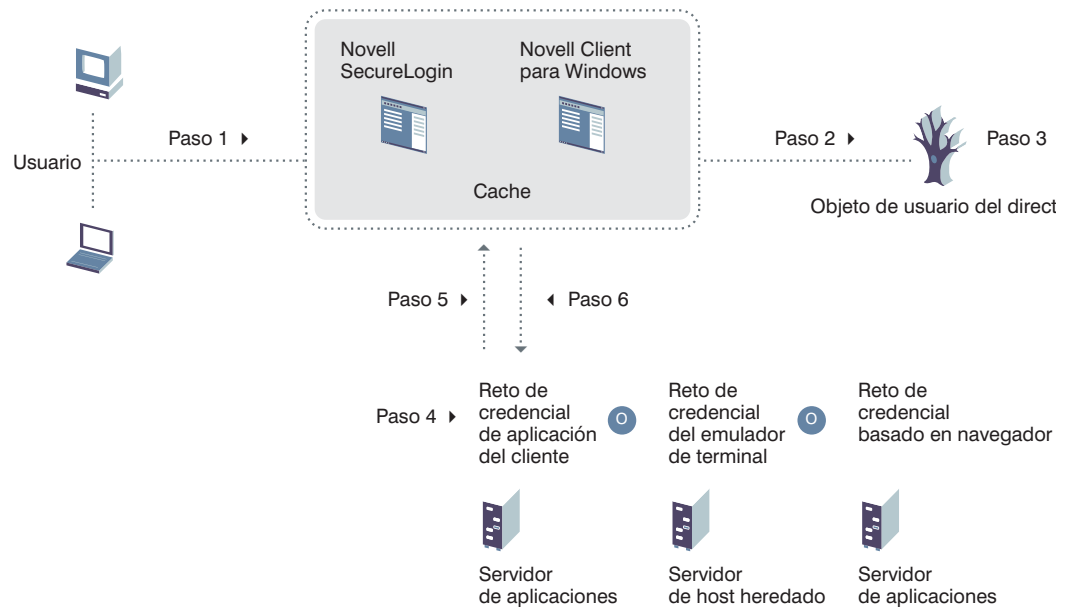 Novell
SecureLogin
Novell Client
para Windows
Cache
Usuario
Paso 1
Paso 2
Paso 3
Objeto de usuario del direct
Paso 5
Paso 6
Paso 4
Reto de
credencial
de aplicación
del cliente
O
Reto de
credencial
del emulador
de terminal
O
Reto de
credencial
basado en navegador
Servidor
de aplicaciones
Servidor
de host heredado
Servidor
de aplicaciones